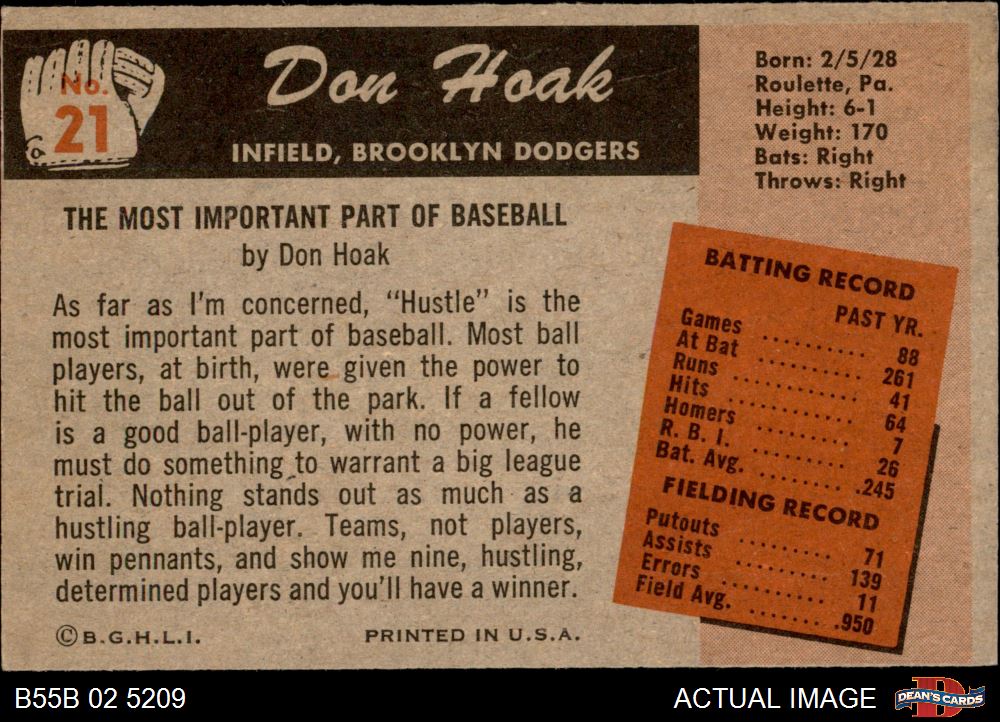 No.
21
Don Hoak
INFIELD, BROOKLYN DODGERS
Born: 2/5/28
Roulette, Pa.
Height: 6-1
Weight: 170
Bats: Right
Throws: Right
THE MOST IMPORTANT PART OF BASEBALL
by Don Hoak
As far as I'm concerned, "Hustle" is the
most important part of baseball. Most ball
players, at birth, were given the power to
hit the ball out of the park. If a fellow
is a good ball-player, with no power, he
must do something to warrant a big league
trial. Nothing stands out as much as a
hustling ball-player. Teams, not players,
win pennants, and show me nine, hustling,
determined players and you'll have a winner.
©B.G.H.L.I. PRINTED IN U.S.A.
BATTING RECORD
PAST YR.
Games .......... 88
At Bat .......... 261
Runs .......... 41
Hits .......... 64
Homers .......... 7
R. B. I. .......... 26
Bat. Avg. .......... .245
FIELDING RECORD
Putouts .......... 71
Assists .......... 139
Errors .......... 11
Field Avg. .......... .950
B55B 02 5209 ACTUAL IMAGE
D
DEAN'S CARDS